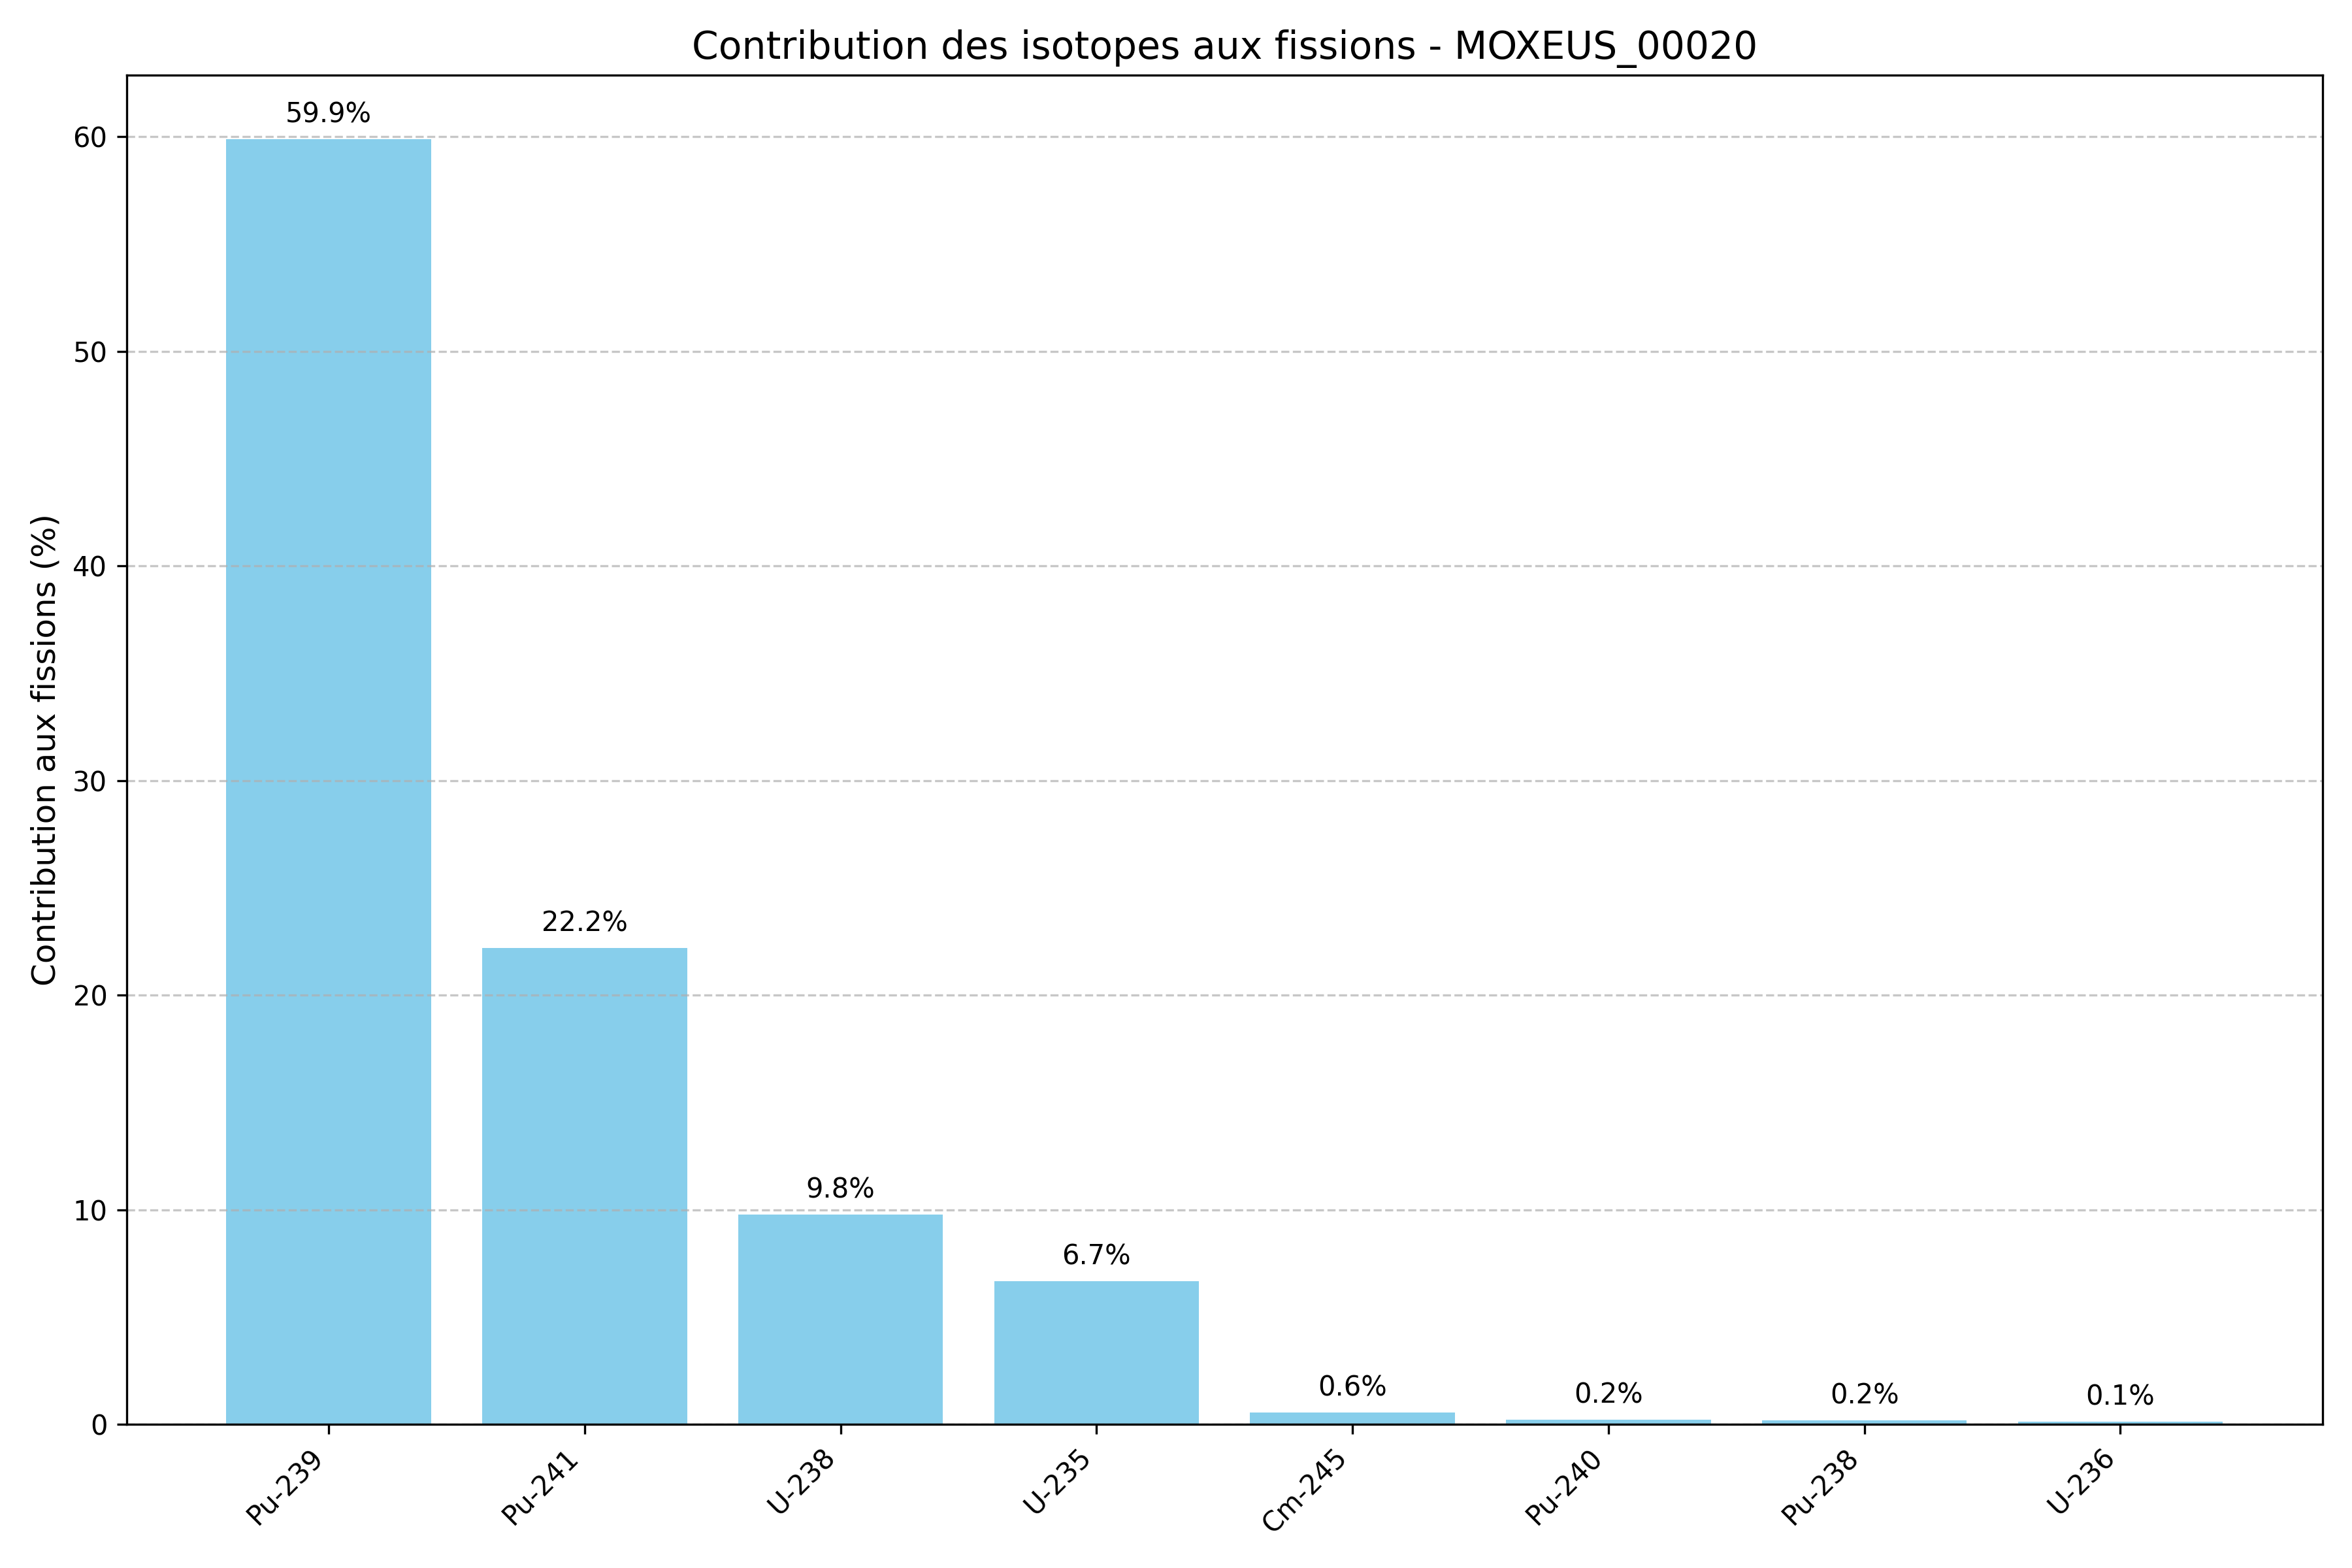 Contribution des isotopes aux fissions - MOXEUS_00020
Contribution aux fissions (%)
60
50
40
30
20
10
0
59.9%
22.2%
9.8%
6.7%
0.6%
0.2%
0.2%
0.1%
Pu-239
Pu-241
U-238
U-235
Cm-245
Pu-240
Pu-238
U-236